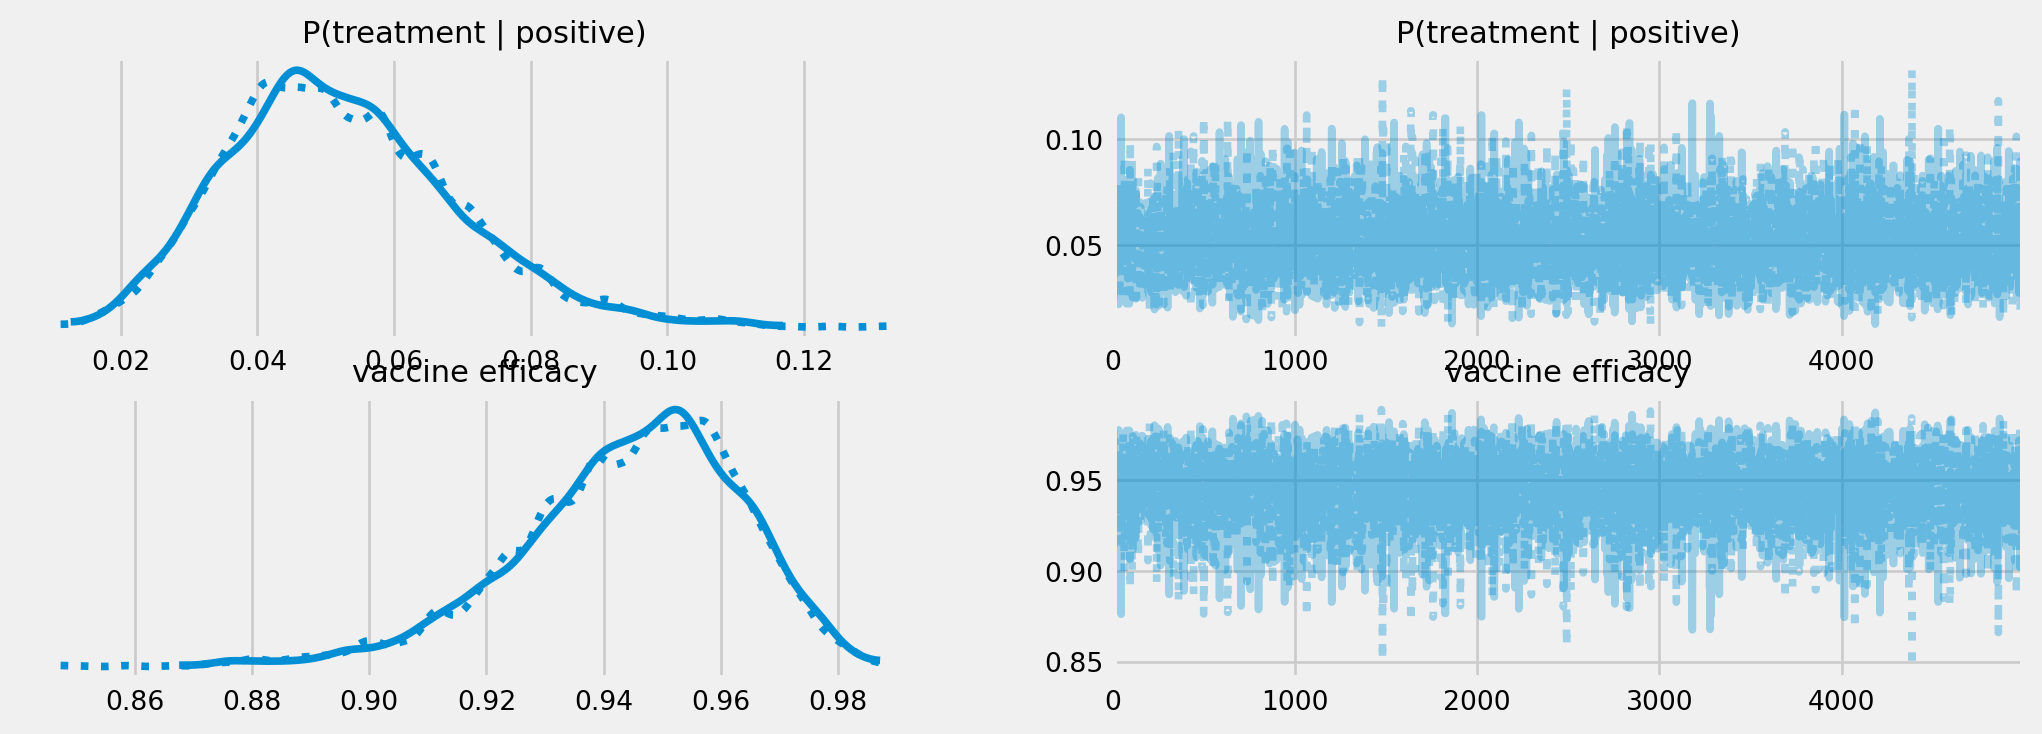 P(treatment | positive)
P(treatment | positive)
0.10
0.05
0.02 0.04 0.06 0.08 0.10 0.12
0 1000 2000 3000 4000
vaccine efficacy
vaccine efficacy
0.95
0.90
0.85
0.86 0.88 0.90 0.92 0.94 0.96 0.98
0 1000 2000 3000 4000